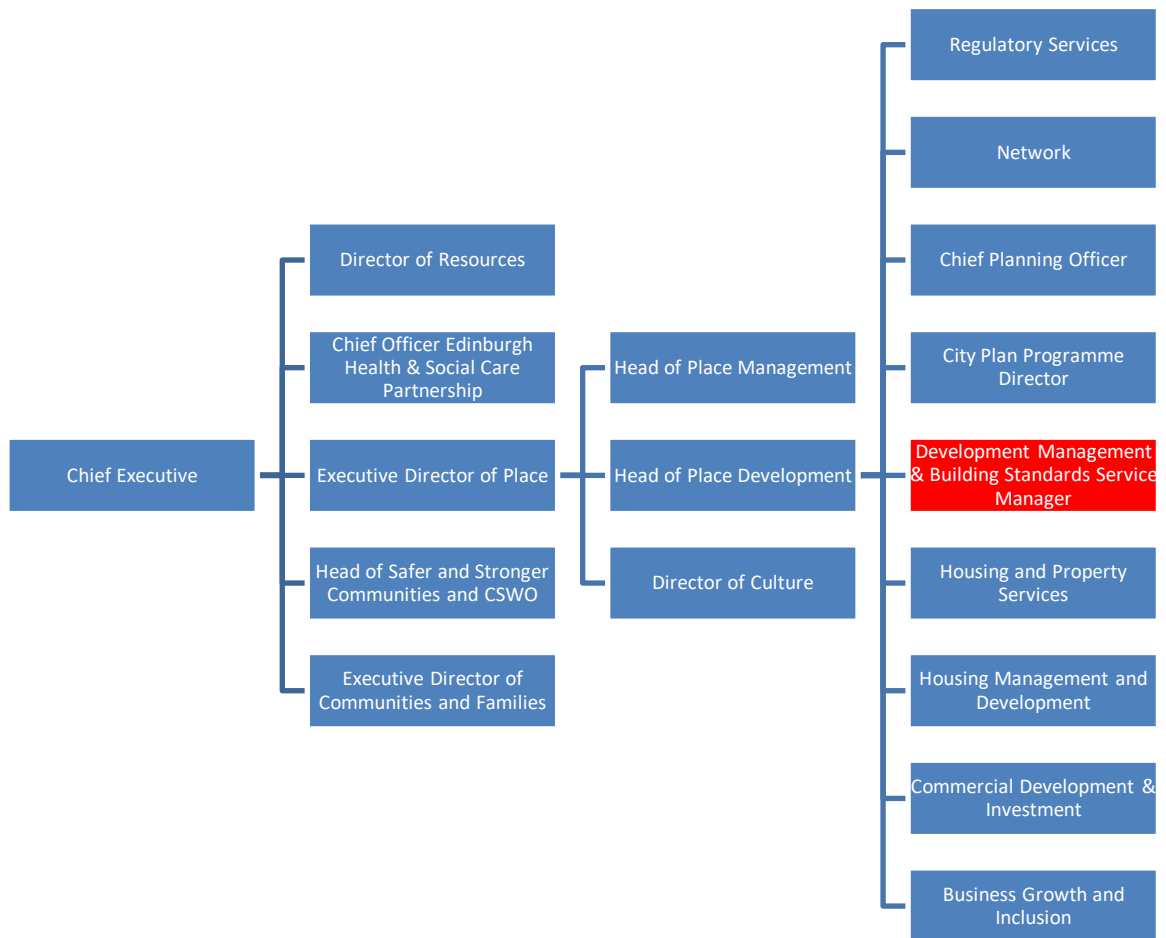 Chief Executive
Director of Resources
Chief Officer Edinburgh
Health & Social Care
Partnership
Executive Director of Place
Head of Safer and Stronger
Communities and CSWO
Executive Director of
Communities and Families
Head of Place Management
Head of Place Development
Director of Culture
Regulatory Services
Network
Chief Planning Officer
City Plan Programme
Director
Development Management
& Building Standards Service
Manager
Housing and Property
Services
Housing Management and
Development
Commercial Development &
Investment
Business Growth and
Inclusion